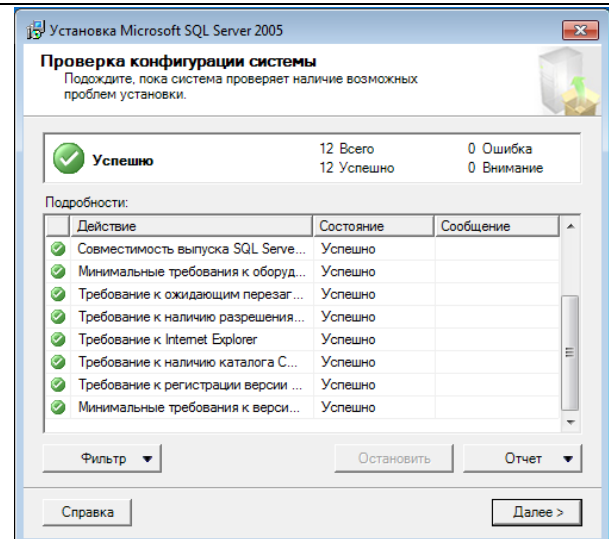 Установка Microsoft SQL Server 2005
Проверка конфигурации системы
Подождите, пока система проверяет наличие возможных
проблем установки.
Успешно
12 Всего
0 Ошибка
12 Успешно
0 Внимание
Подробности:
Действие Состояние Сообщение
Совместимость выпуска SQL Serve... Успешно
Минимальные требования к оборуд... Успешно
Требование к ожидающим перезаг... Успешно
Требование к наличию разрешения... Успешно
Требование к Internet Explorer Успешно
Требование к наличию каталога C... Успешно
Требование к регистрации версии ... Успешно
Минимальные требования к верси... Успешно
Фильтр Остановить Отчет
Справка Далее >